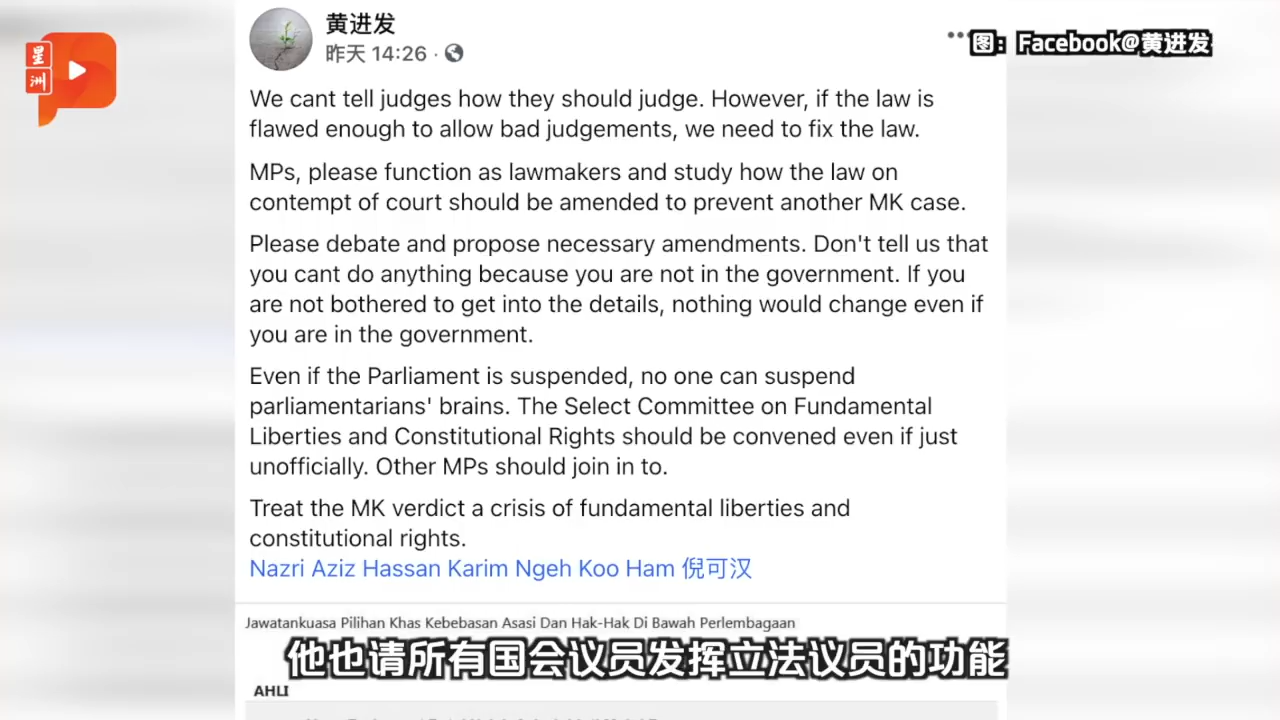 黄进发
昨天 14:26
图：Facebook@黄进发
星洲
We cant tell judges how they should judge. However, if the law is
flawed enough to allow bad judgements, we need to fix the law.
MPs, please function as lawmakers and study how the law on
contempt of court should be amended to prevent another MK case.
Please debate and propose necessary amendments. Don't tell us that
you cant do anything because you are not in the government. If you
are not bothered to get into the details, nothing would change even if
you are in the government.
Even if the Parliament is suspended, no one can suspend
parliamentarians' brains. The Select Committee on Fundamental
Liberties and Constitutional Rights should be convened even if just
unofficially. Other MPs should join in to.
Treat the MK verdict a crisis of fundamental liberties and
constitutional rights.
Nazri Aziz Hassan Karim Ngeh Koo Ham 倪可汉
Jawatankuasa Pilihan Khas Kebebasan Asasi Dan Hak-Hak Di Bawah Perlembagaan
他也请所有国会议员发挥立法议员的功能
AHLI